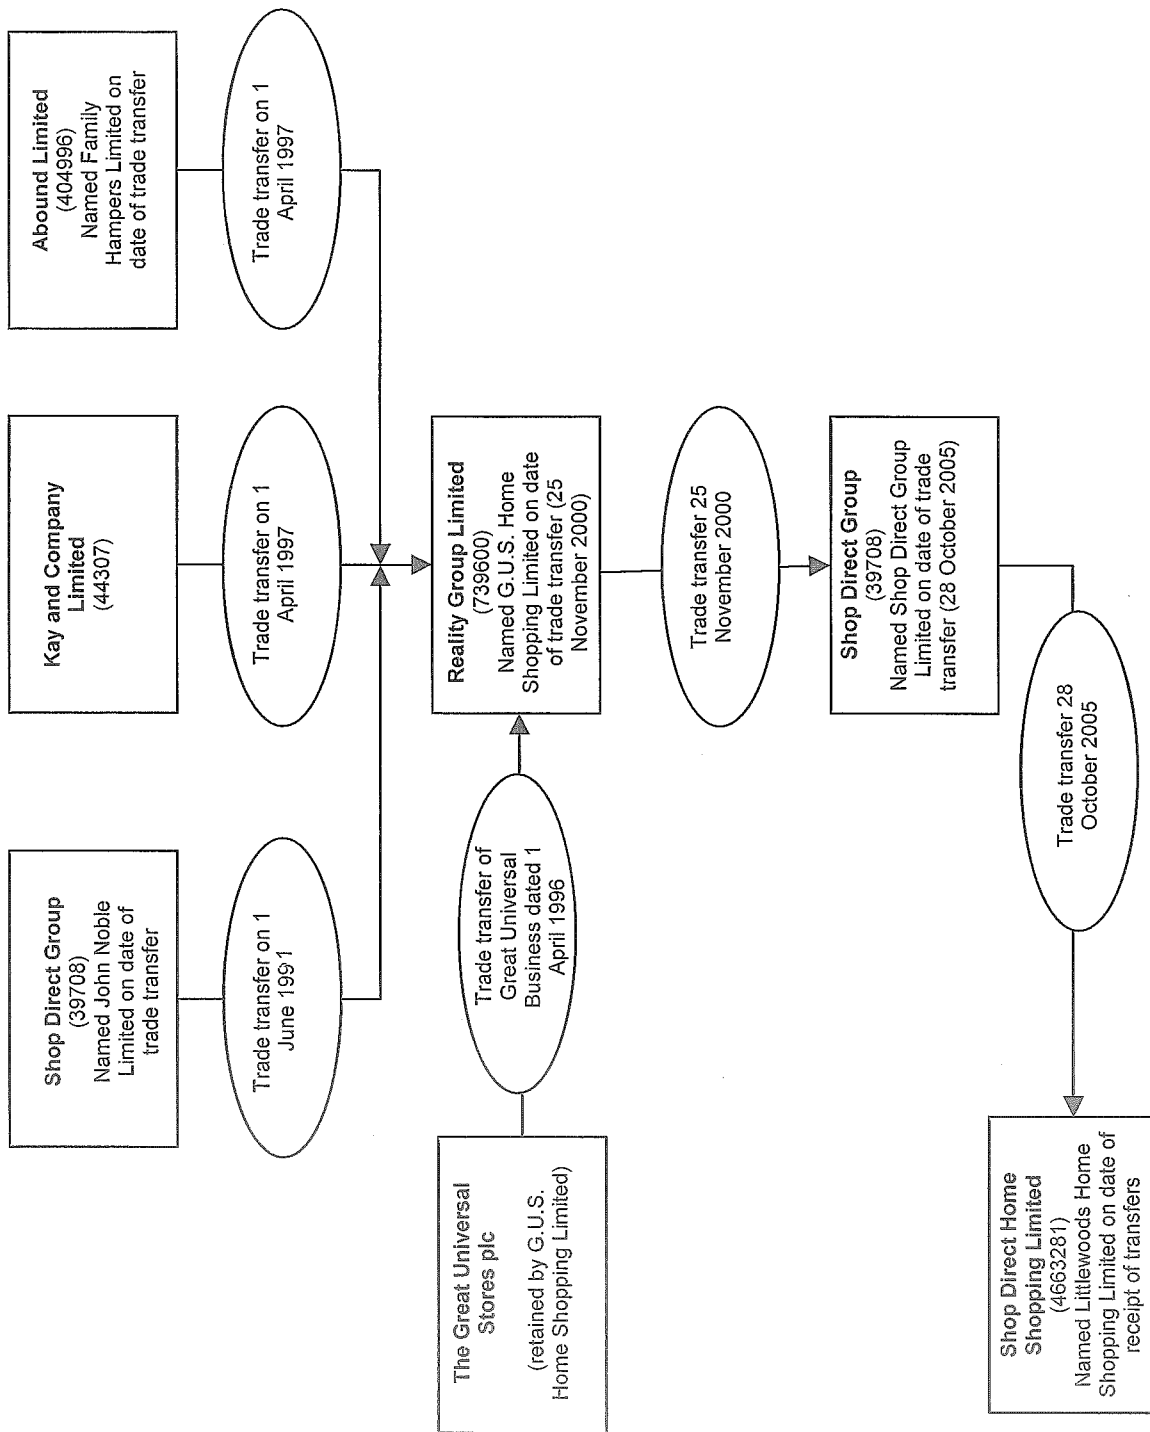 Shop Direct Group
(39708)
Named John Noble
Limited on date of
trade transfer
Kay and Company
Limited
(44307)
Abound Limited
(404996)
Named Family
Hampers Limited on
date of trade transfer
Trade transfer on 1
June 1991
Trade transfer on 1
April 1997
Trade transfer on 1
April 1997
The Great Universal
Stores plc
(retained by G.U.S.
Home Shopping Limited)
Trade transfer of
Great Universal
Business dated 1
April 1996
Reality Group Limited
(739600)
Named G.U.S. Home
Shopping Limited on date
of trade transfer (25
November 2000)
Trade transfer 25
November 2000
Shop Direct Group
(39708)
Named Shop Direct Group
Limited on date of trade
transfer (28 October 2005)
Trade transfer 28
October 2005
Shop Direct Home
Shopping Limited
(4663281)
Named Littlewoods Home
Shopping Limited on date of
receipt of transfers